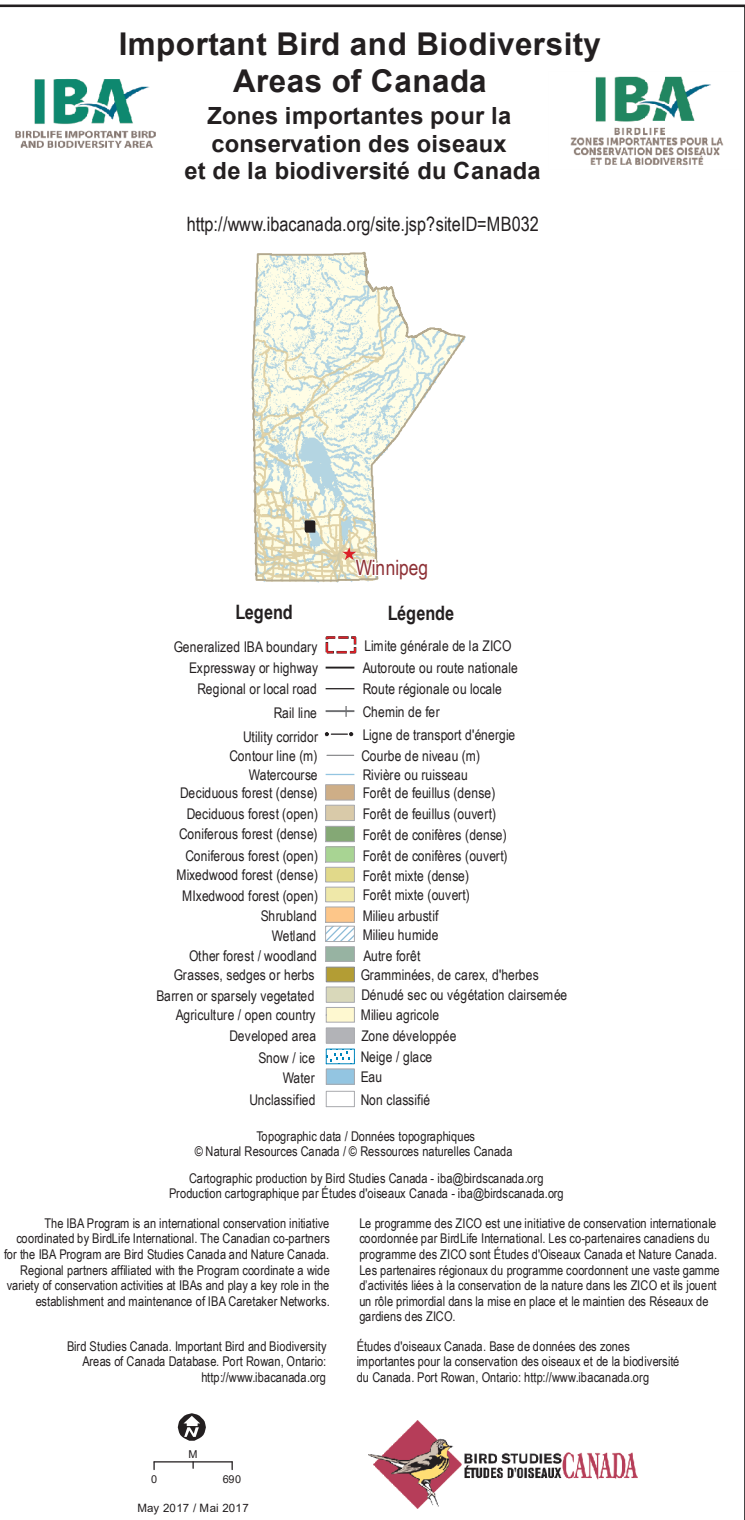 Important Bird and Biodiversity
Areas of Canada
Zones importantes pour la
conservation des oiseaux
et de la biodiversité du Canada
IBA
BIRDLIFE IMPORTANT BIRD
AND BIODIVERSITY AREA
IBA
BIRDLIFE
ZONES IMPORTANTES POUR LA
CONSERVATION DES OISEAUX
ET DE LA BIODIVERSITÉ
http://www.ibacanada.org/site.jsp?siteID=MB032
Winnipeg
Legend Légende
Generalized IBA boundary Limite générale de la ZICO
Expressway or highway Autoroute ou route nationale
Regional or local road Route régionale ou locale
Rail line Chemin de fer
Utility corridor Ligne de transport d'énergie
Contour line (m) Courbe de niveau (m)
Watercourse Rivière ou ruisseau
Deciduous forest (dense) Forêt de feuillus (dense)
Deciduous forest (open) Forêt de feuillus (ouvert)
Coniferous forest (dense) Forêt de conifères (dense)
Coniferous forest (open) Forêt de conifères (ouvert)
Mixedwood forest (dense) Forêt mixte (dense)
MIxedwood forest (open) Forêt mixte (ouvert)
Shrubland Milieu arbustif
Wetland Milieu humide
Other forest / woodland Autre forêt
Grasses, sedges or herbs Gramminées, de carex, d'herbes
Barren or sparsely vegetated Dénudé sec ou végétation clairsemée
Agriculture / open country Milieu agricole
Developed area Zone développée
Snow / ice Neige / glace
Water Eau
Unclassified Non classifié
Topographic data / Données topographiques
© Natural Resources Canada / © Ressources naturelles Canada
Cartographic production by Bird Studies Canada - iba@birdscanada.org
Production cartographique par Études d'oiseaux Canada - iba@birdscanada.org
The IBA Program is an international conservation initiative
coordinated by BirdLife International. The Canadian co-partners
for the IBA Program are Bird Studies Canada and Nature Canada.
Regional partners affiliated with the Program coordinate a wide
variety of conservation activities at IBAs and play a key role in the
establishment and maintenance of IBA Caretaker Networks.
Le programme des ZICO est une initiative de conservation internationale
coordonnée par BirdLife International. Les co-partenaires canadiens du
programme des ZICO sont Études d'Oiseaux Canada et Nature Canada.
Les partenaires régionaux du programme coordonnent une vaste gamme
d'activités liées à la conservation de la nature dans les ZICO et ils jouent
un rôle primordial dans la mise en place et le maintien des Réseaux de
gardiens des ZICO.
Bird Studies Canada. Important Bird and Biodiversity
Areas of Canada Database. Port Rowan, Ontario:
http://www.ibacanada.org
Études d'oiseaux Canada. Base de données des zones
importantes pour la conservation des oiseaux et de la biodiversité
du Canada. Port Rowan, Ontario: http://www.ibacanada.org
N
M
0 690
May 2017 / Mai 2017
BIRD STUDIES
ÉTUDES D'OISEAUX CANADA